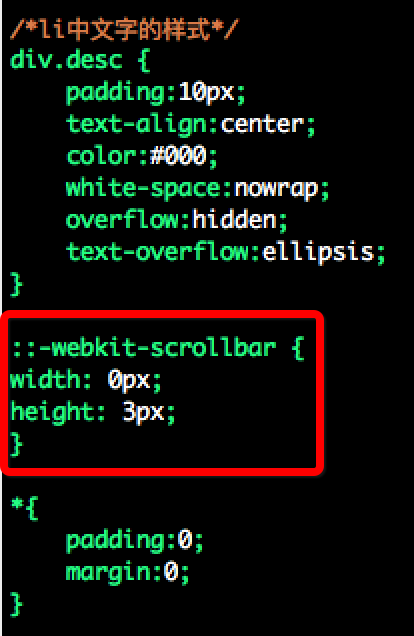 /*li中文字的样式*/
div.desc {
    padding:10px;
    text-align:center;
    color:#000;
    white-space:nowrap;
    overflow:hidden;
    text-overflow:ellipsis;
}
::-webkit-scrollbar {
width: 0px;
height: 3px;
}
*{
    padding:0;
    margin:0;
}